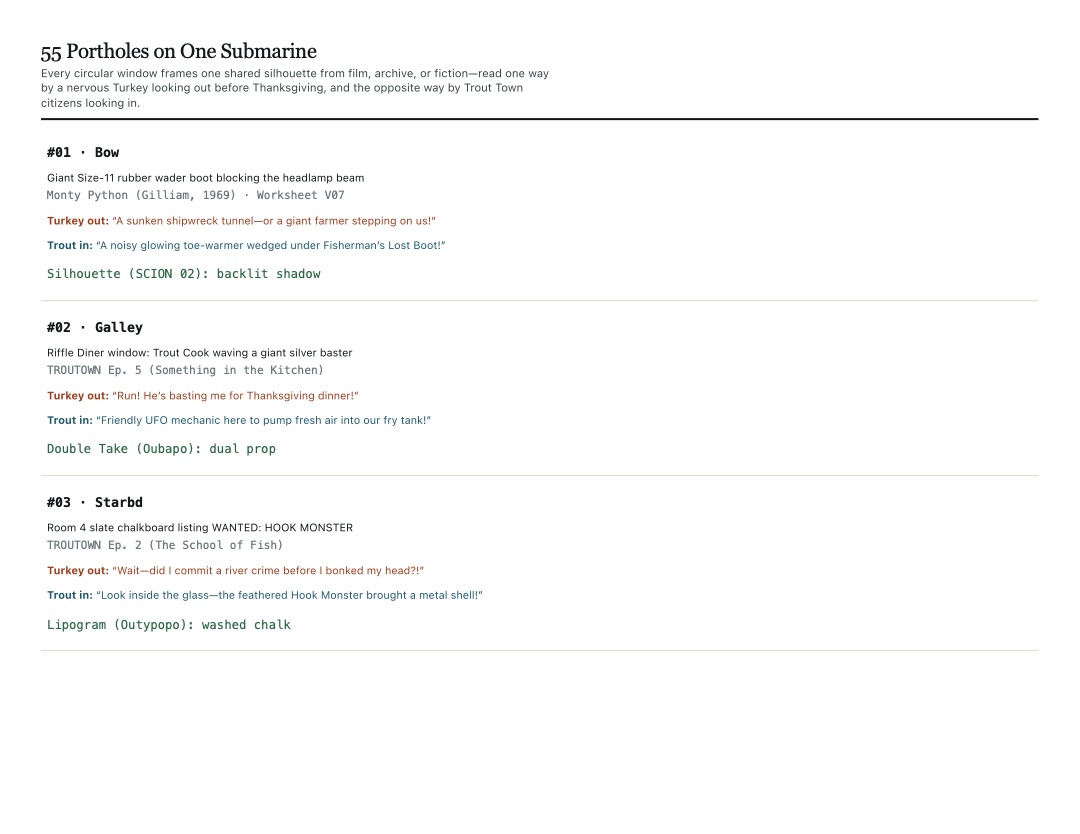 55 Portholes on One Submarine
Every circular window frames one shared silhouette from film, archive, or fiction—read one way
by a nervous Turkey looking out before Thanksgiving, and the opposite way by Trout Town
citizens looking in.
#01 · Bow
Giant Size-11 rubber wader boot blocking the headlamp beam
Monty Python (Gilliam, 1969) · Worksheet V07
Turkey out: “A sunken shipwreck tunnel—or a giant farmer stepping on us!”
Trout in: “A noisy glowing toe-warmer wedged under Fisherman’s Lost Boot!”
Silhouette (SCION 02): backlit shadow
#02 · Galley
Riffle Diner window: Trout Cook waving a giant silver baster
TROUTOWN Ep. 5 (Something in the Kitchen)
Turkey out: “Run! He’s basting me for Thanksgiving dinner!”
Trout in: “Friendly UFO mechanic here to pump fresh air into our fry tank!”
Double Take (Oubapo): dual prop
#03 · Starbd
Room 4 slate chalkboard listing WANTED: HOOK MONSTER
TROUTOWN Ep. 2 (The School of Fish)
Turkey out: “Wait—did I commit a river crime before I bonked my head?!”
Trout in: “Look inside the glass—the feathered Hook Monster brought a metal shell!”
Lipogram (Outypopo): washed chalk